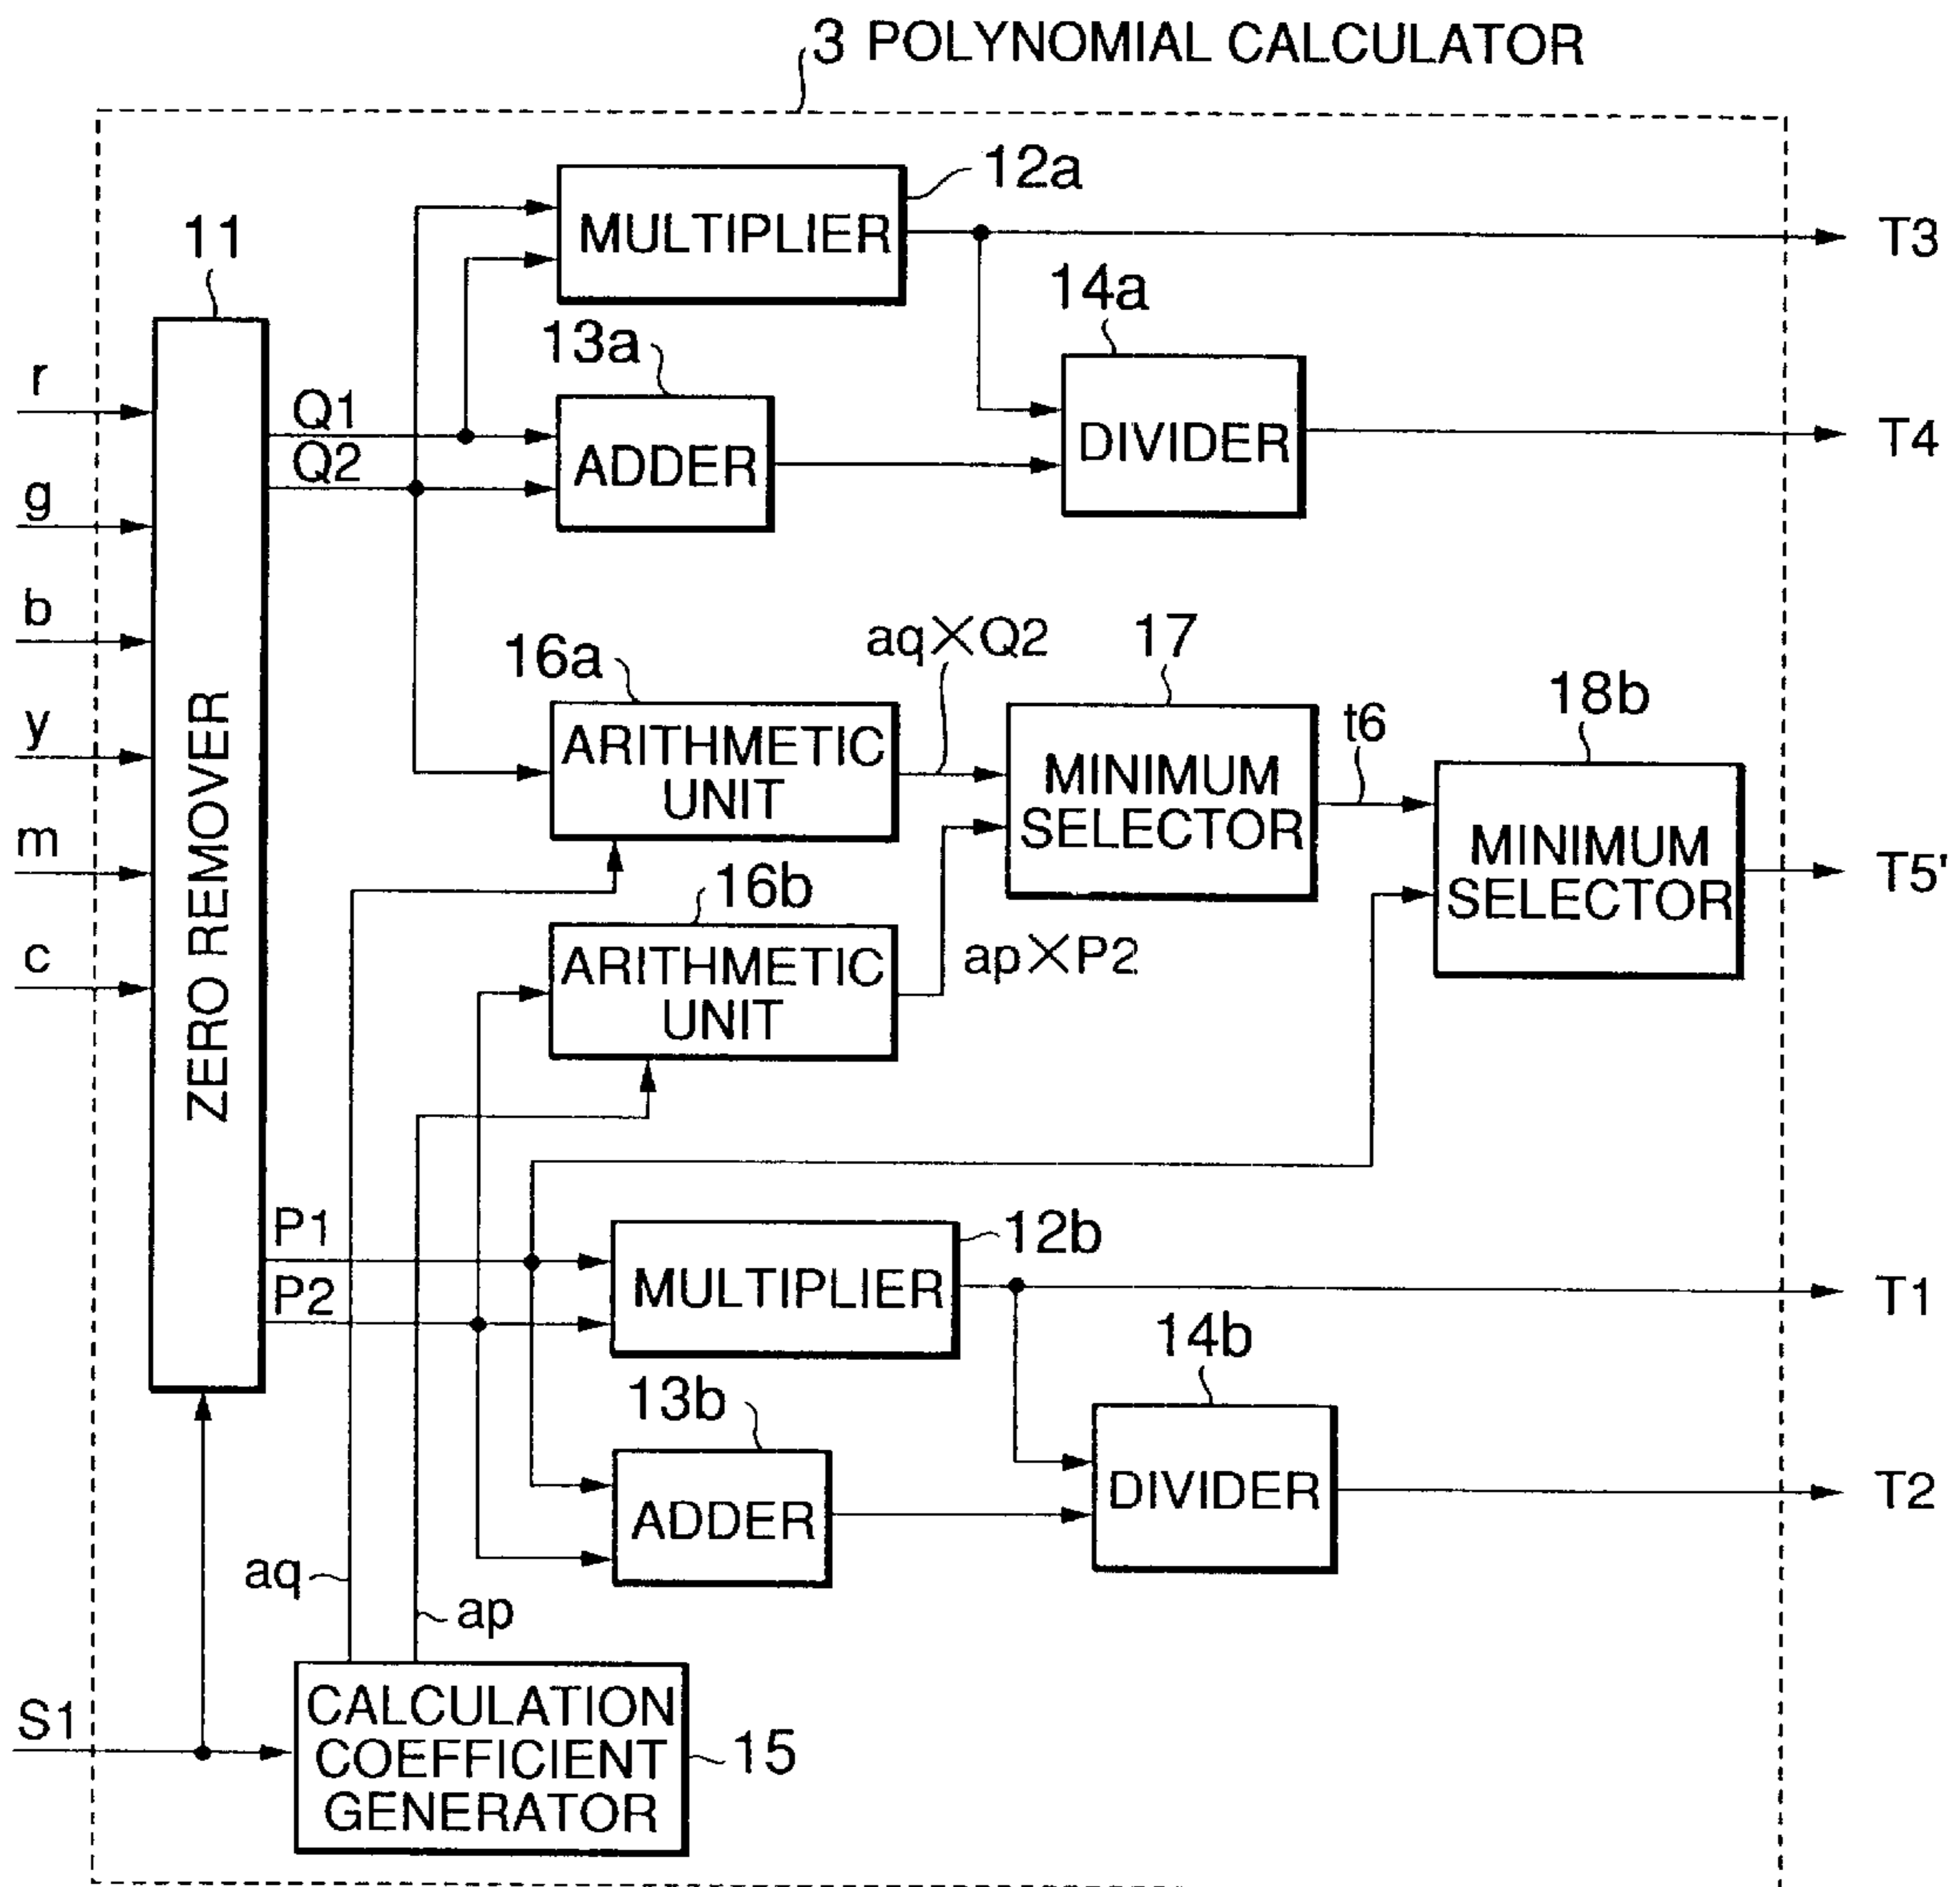 3 POLYNOMIAL CALCULATOR
12a
MULTIPLIER
T3
11
14a
13a
r
Q1
DIVIDER
T4
Q2
ADDER
g
b
aq×Q2
17
16a
18b
y
t6
ARITHMETIC
UNIT
MINIMUM
SELECTOR
ZERO REMOVER
m
MINIMUM
SELECTOR
T5'
16b
c
ap×P2
ARITHMETIC
UNIT
P1
12b
P2
MULTIPLIER
T1
14b
13b
DIVIDER
T2
ADDER
aq
ap
S1
CALCULATION
COEFFICIENT
GENERATOR
15